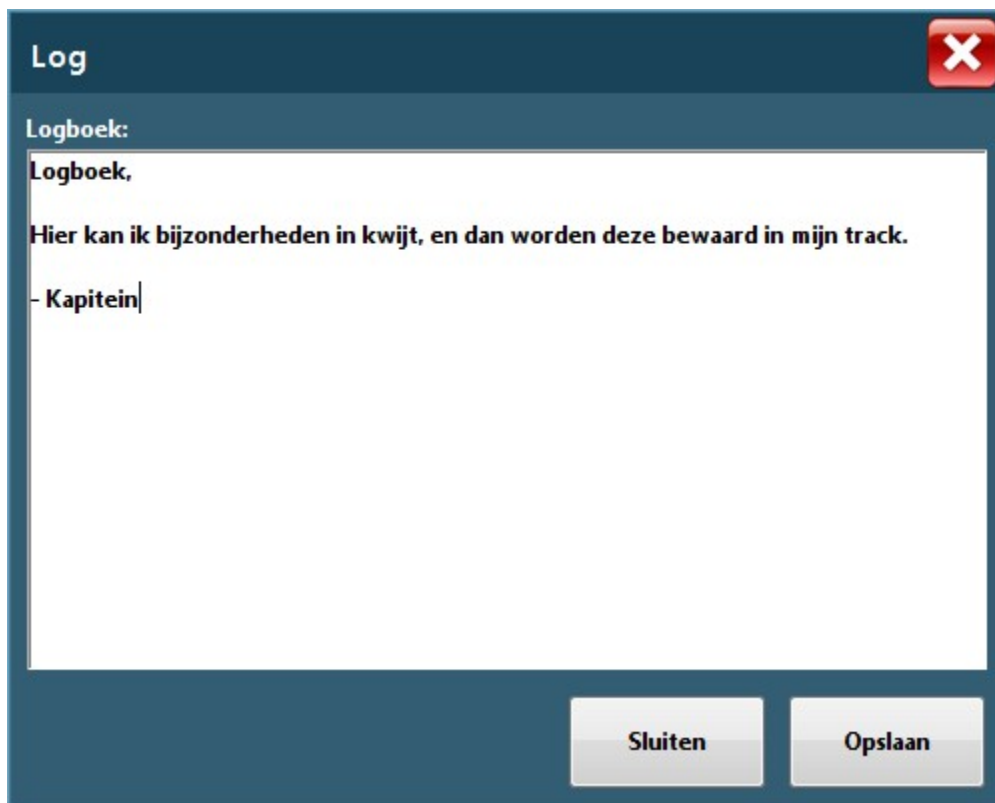 Log
Logboek:
Logboek,
Hier kan ik bijzonderheden in kwijt, en dan worden deze bewaard in mijn track.
- Kapitein
Sluiten
Opslaan